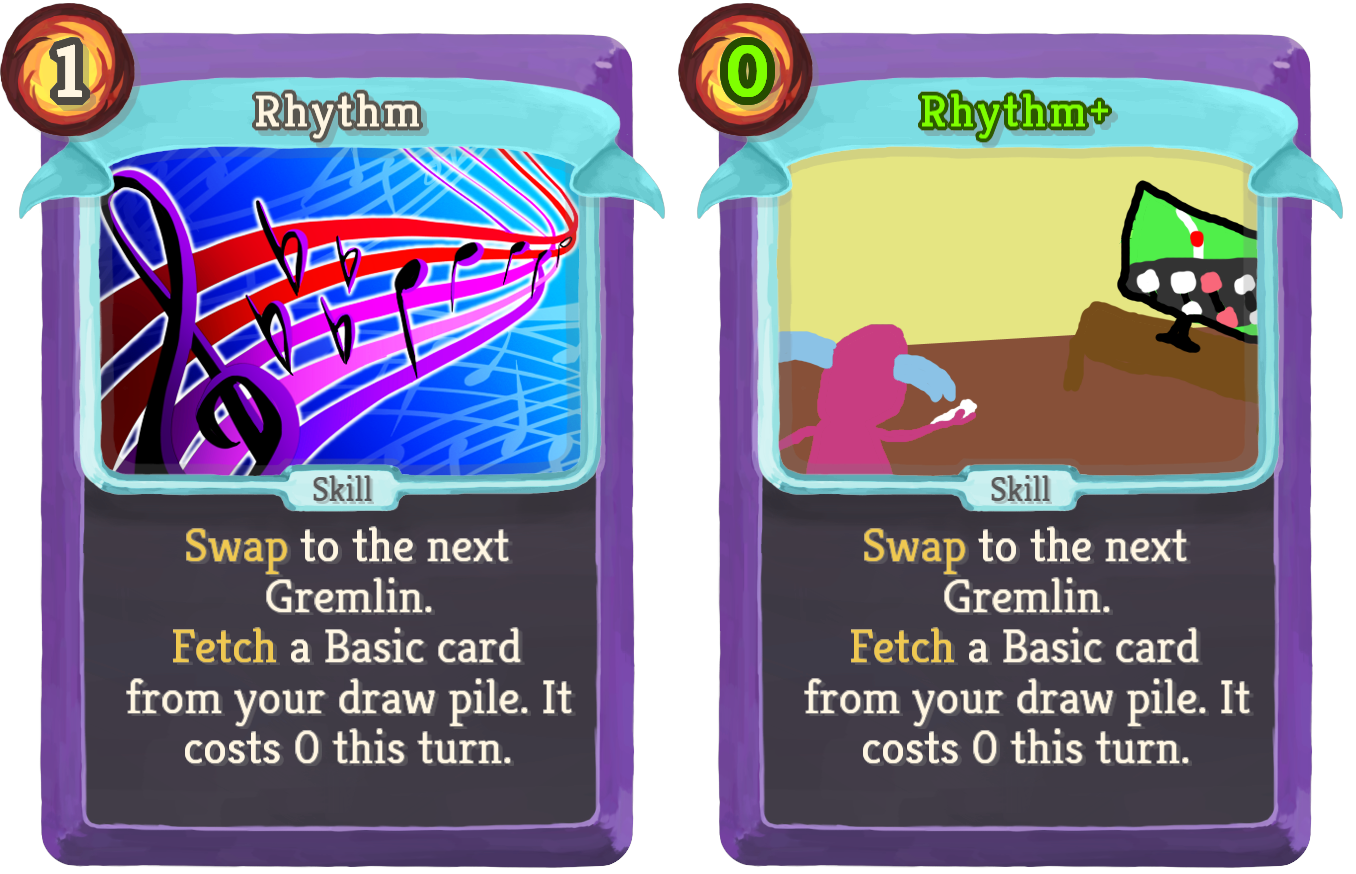 1
Rhythm
Skill
Swap to the next
Gremlin.
Fetch a Basic card
from your draw pile. It
costs 0 this turn.
0
Rhythm+
Skill
Swap to the next
Gremlin.
Fetch a Basic card
from your draw pile. It
costs 0 this turn.